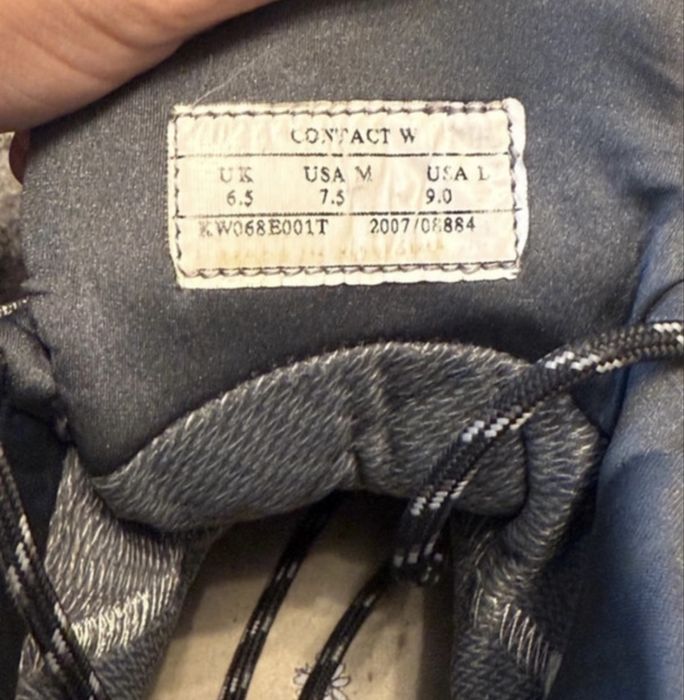 CONTACT W
UK USA M USA L
6.5 7.5 9.0
KW068E001T 2007/08884